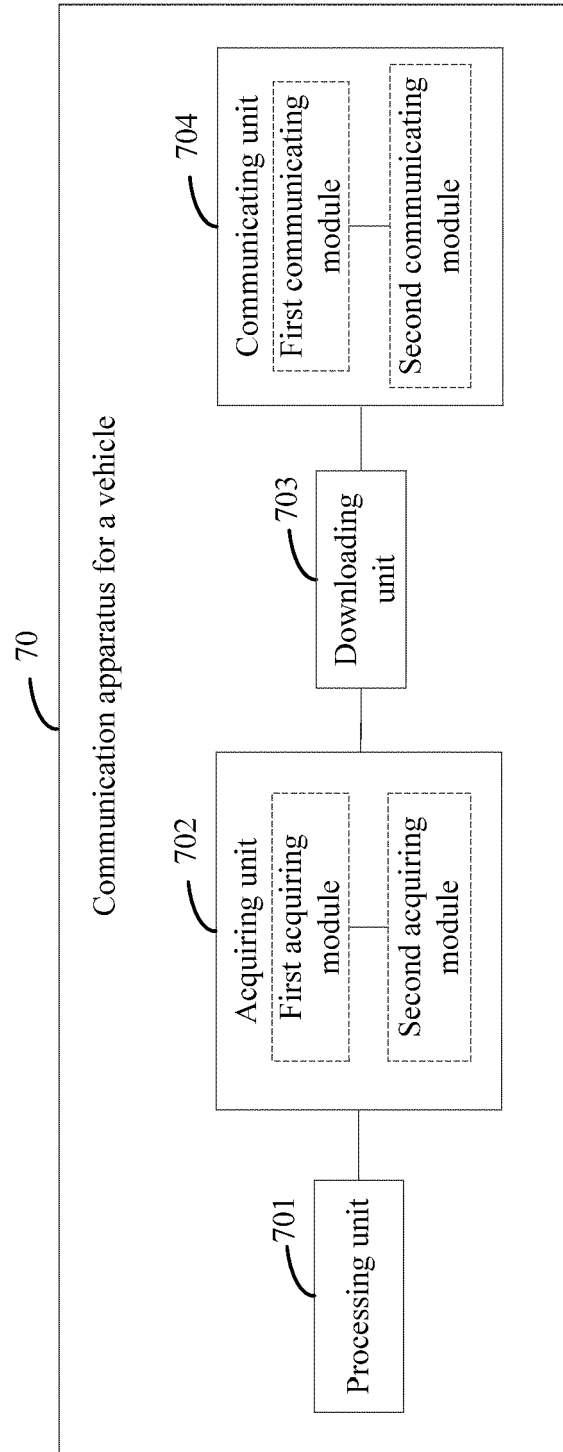 70
Communication apparatus for a vehicle
701
Processing unit
702
Acquiring unit
First acquiring
module
Second acquiring
module
703
Downloading
unit
704
Communicating unit
First communicating
module
Second communicating
module